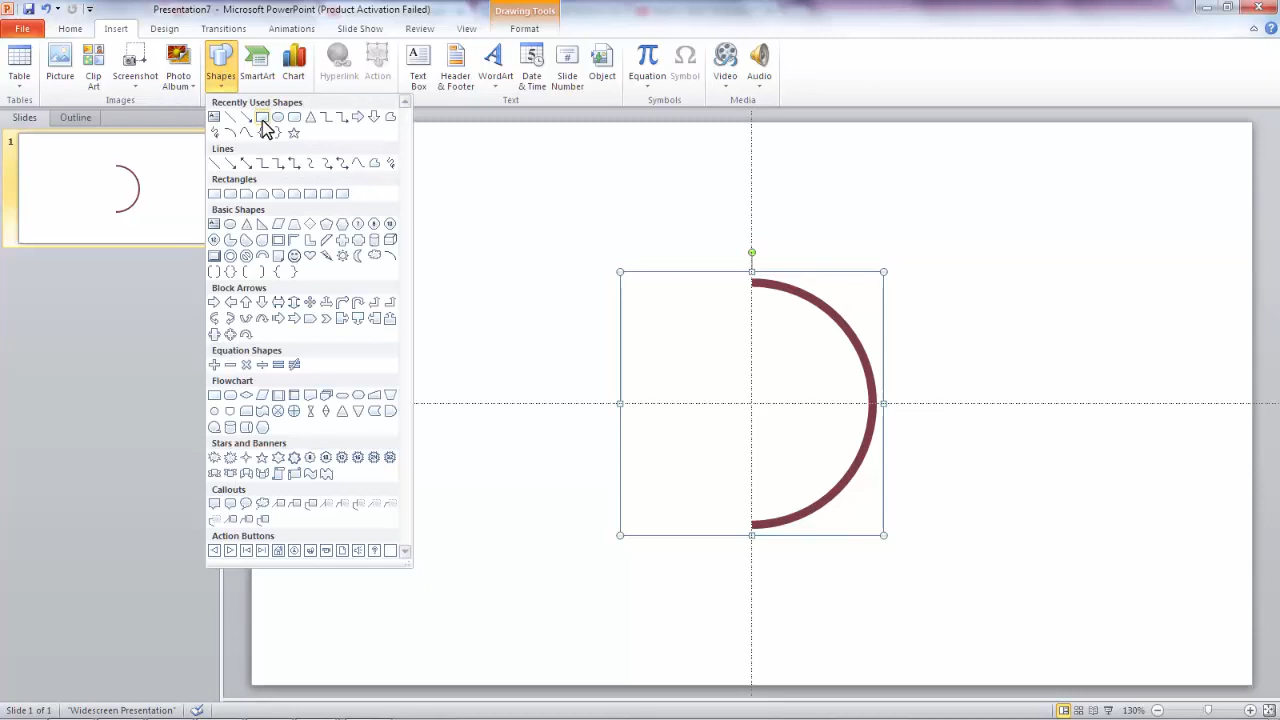 Presentation7 - Microsoft PowerPoint (Product Activation Failed)
Drawing Tools
File Home Insert Design Transitions Animations Slide Show Review View Format
Table Picture Clip Art Screenshot Photo Album Shapes SmartArt Chart Hyperlink Action Text Box Header & Footer WordArt Date & Time Slide Number Object Equation Symbol Video Audio
Tables Images Text Symbols Media
Slides Outline
1
Recently Used Shapes
Lines
Rectangles
Basic Shapes
Block Arrows
Equation Shapes
Flowchart
Stars and Banners
Callouts
Action Buttons
Slide 1 of 1 "Widescreen Presentation" 130%